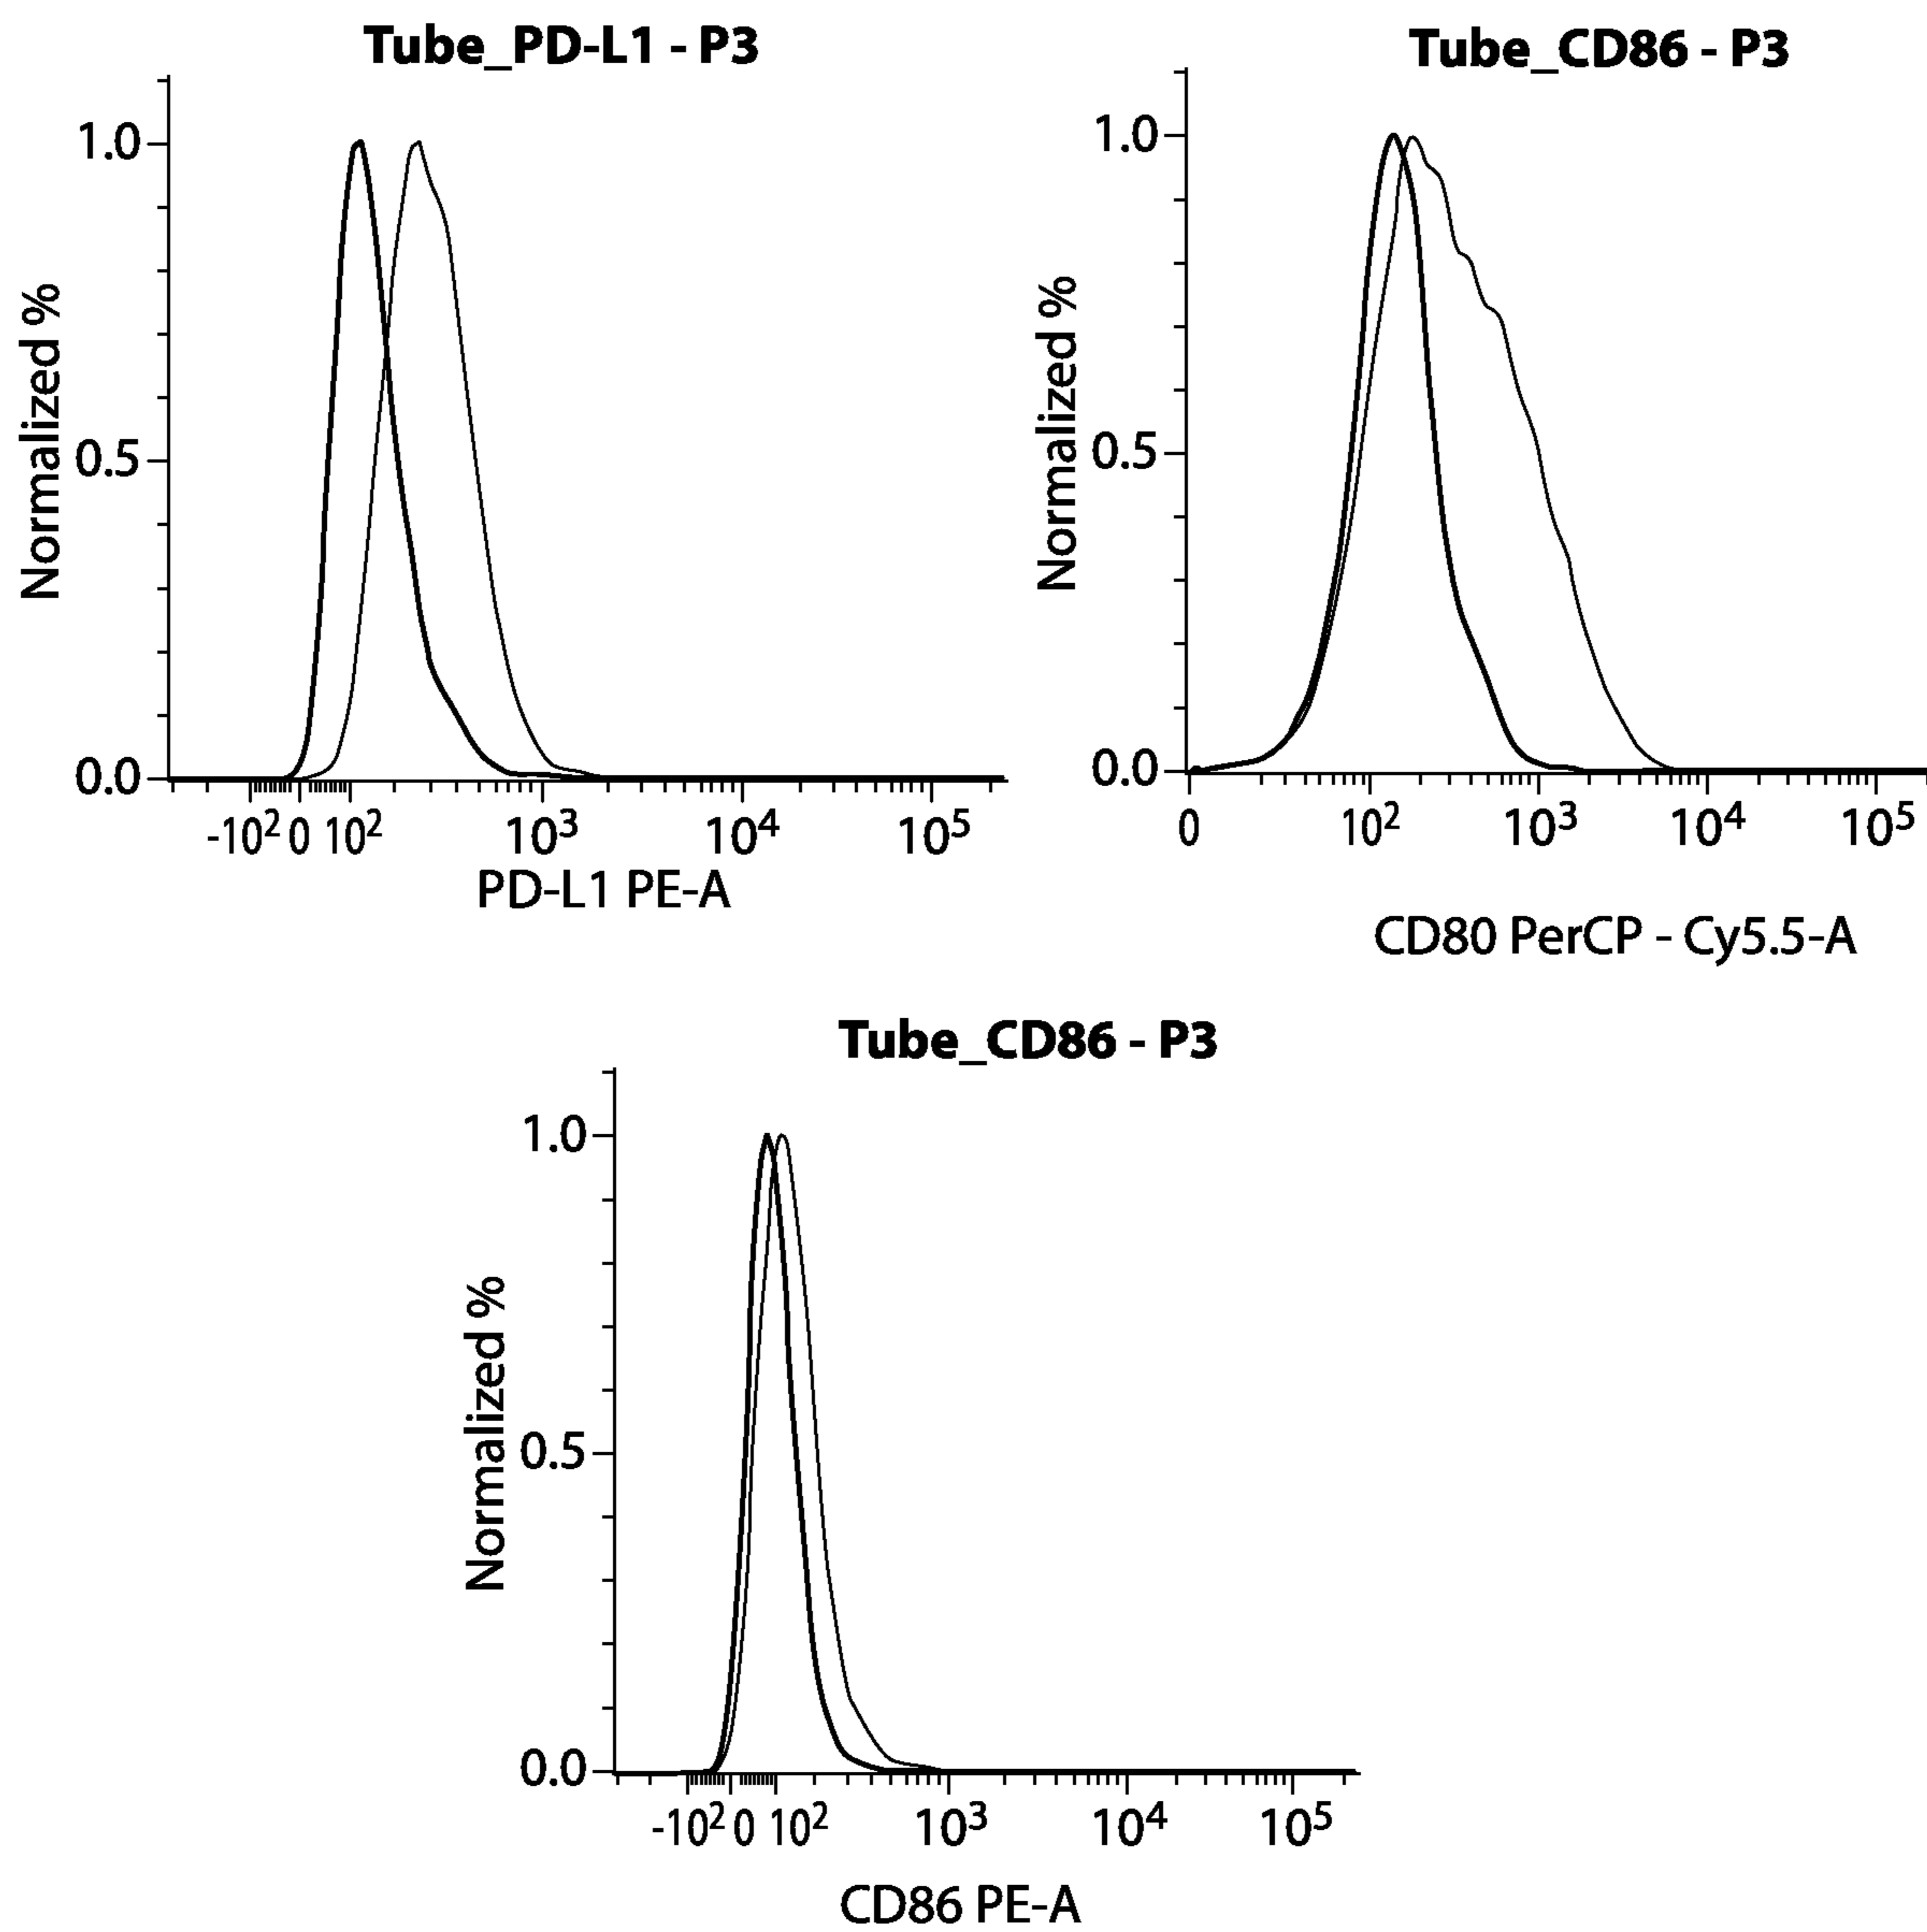 Tube_PD-L1 - P3
1.0
0.5
0.0
Normalized %
-10² 0 10² 10³ 10⁴ 10⁵
PD-L1 PE-A
Tube_CD86 - P3
1.0
0.5
0.0
Normalized %
0 10² 10³ 10⁴ 10⁵
CD80 PerCP - Cy5.5-A
Tube_CD86 - P3
1.0
0.5
0.0
Normalized %
-10² 0 10² 10³ 10⁴ 10⁵
CD86 PE-A